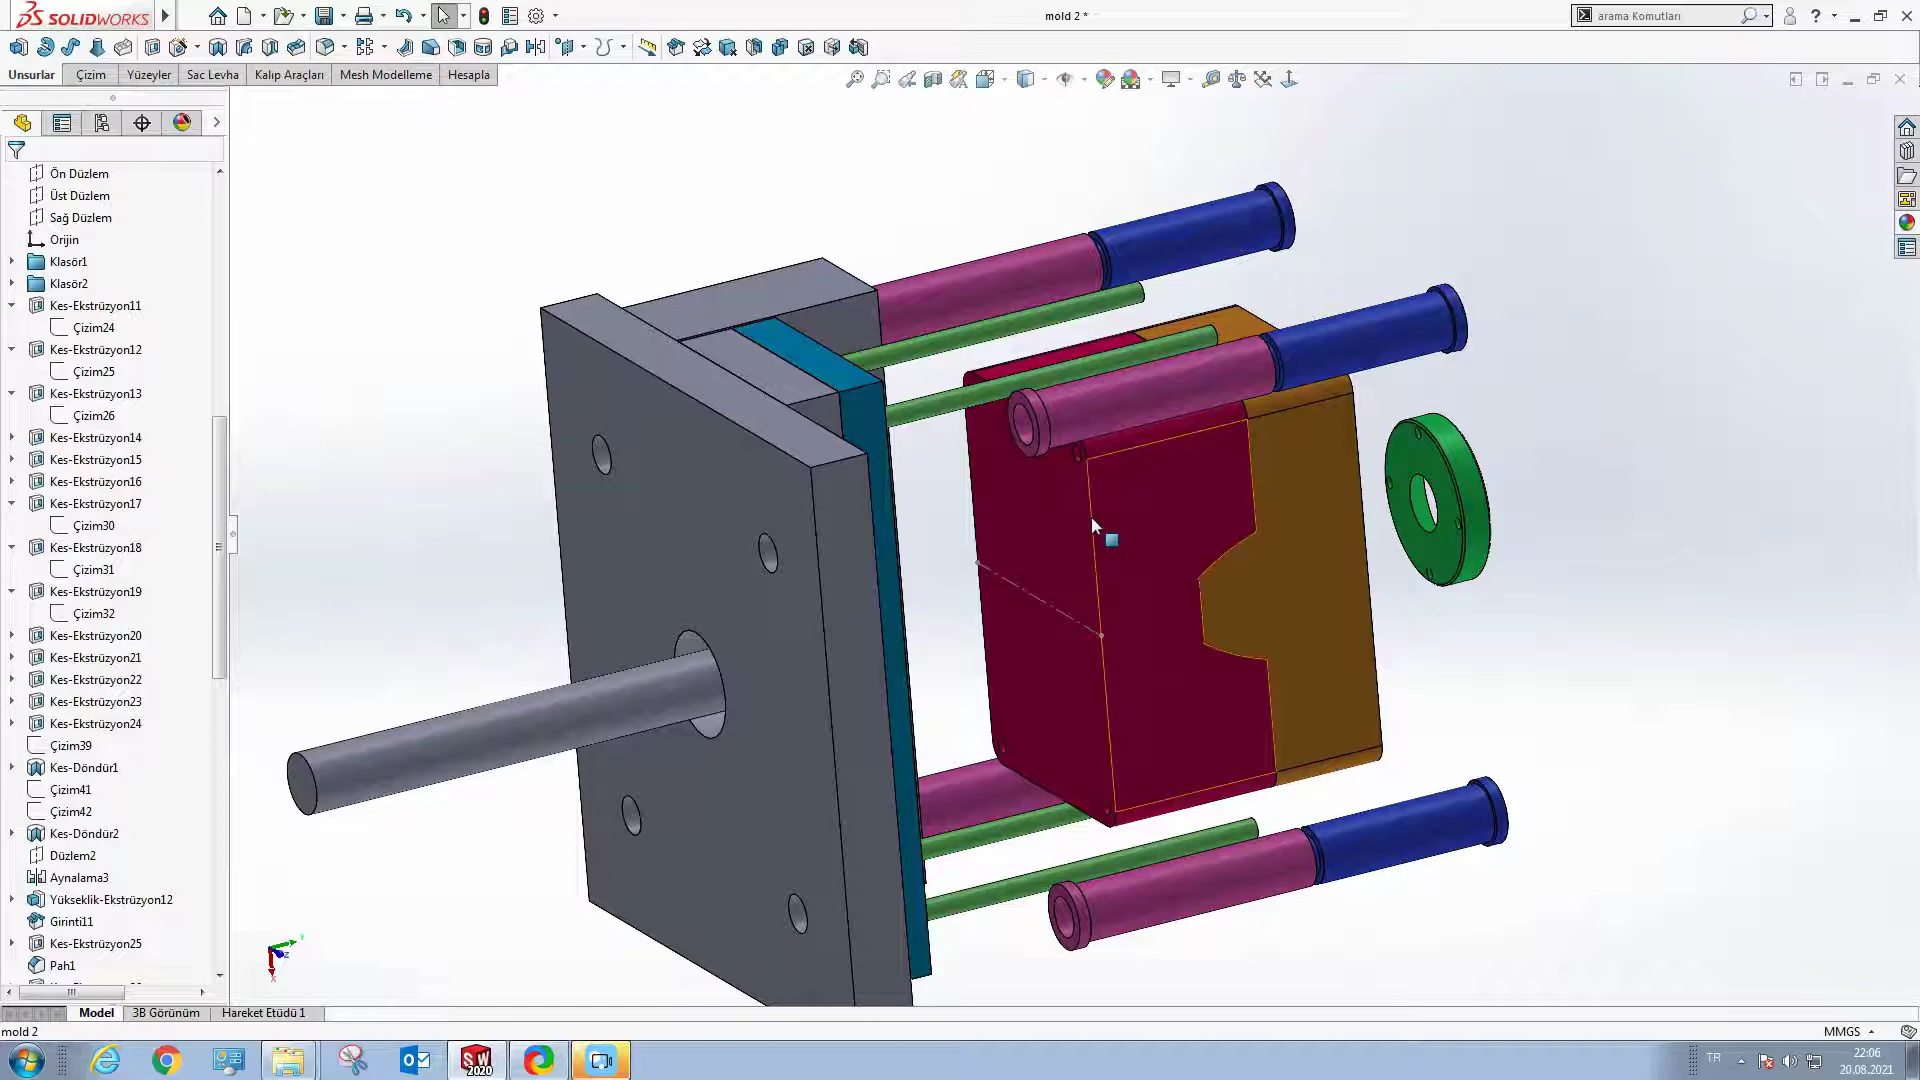 SOLIDWORKS
mold 2 *
arama Komutları
Unsurlar
Çizim
Yüzeyler
Sac Levha
Kalıp Araçları
Mesh Modelleme
Hesapla
Ön Düzlem
Üst Düzlem
Sağ Düzlem
Orijin
Klasör1
Klasör2
Kes-Ekstrüzyon11
Çizim24
Kes-Ekstrüzyon12
Çizim25
Kes-Ekstrüzyon13
Çizim26
Kes-Ekstrüzyon14
Kes-Ekstrüzyon15
Kes-Ekstrüzyon16
Kes-Ekstrüzyon17
Çizim30
Kes-Ekstrüzyon18
Çizim31
Kes-Ekstrüzyon19
Çizim32
Kes-Ekstrüzyon20
Kes-Ekstrüzyon21
Kes-Ekstrüzyon22
Kes-Ekstrüzyon23
Kes-Ekstrüzyon24
Çizim39
Kes-Döndür1
Çizim41
Çizim42
Kes-Döndür2
Düzlem2
Aynalama3
Yükseklik-Ekstrüzyon12
Girinti11
Kes-Ekstrüzyon25
Pah1
Model
3B Görünüm
Hareket Etüdü 1
mold 2
MMGS
SW
2020
TR
22:06
20.08.2021